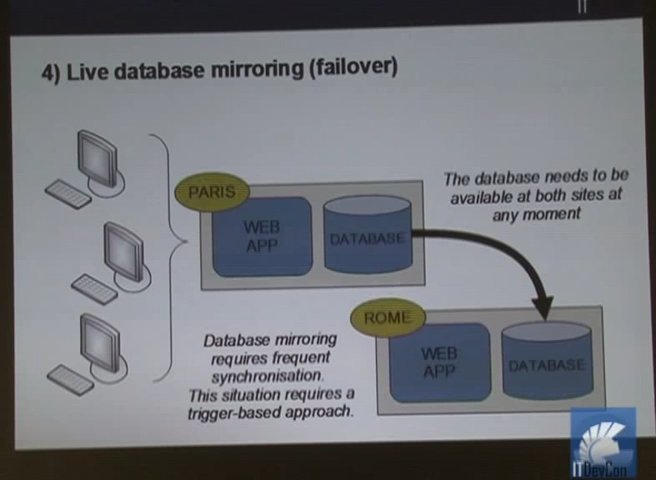 4) Live database mirroring (failover)
PARIS
WEB
APP
DATABASE
The database needs to be
available at both sites at
any moment
ROME
WEB
APP
DATABASE
Database mirroring
requires frequent
synchronisation.
This situation requires a
trigger-based approach.
ITDevCon